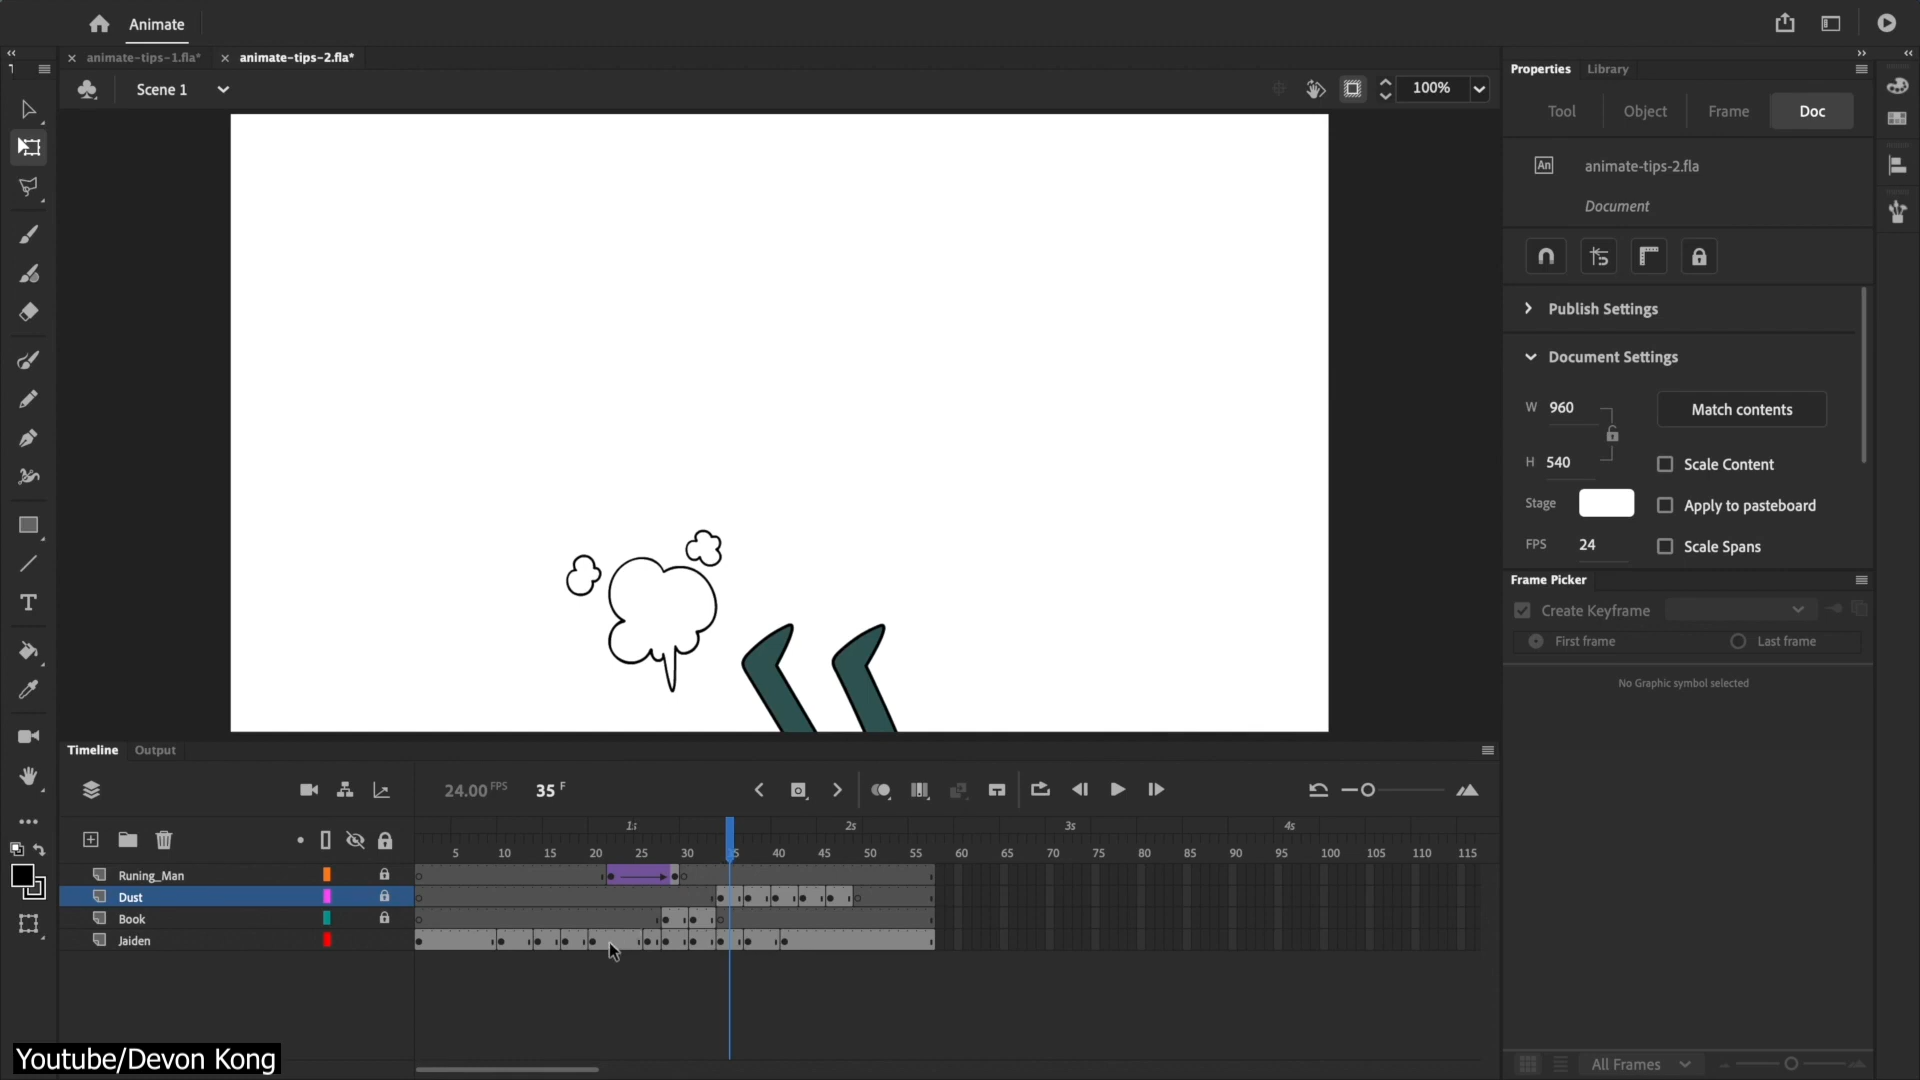 Animate
animate-tips-1.fla*
animate-tips-2.fla*
Scene 1
100%
Properties Library
Tool Object Frame Doc
An animate-tips-2.fla
Document
Publish Settings
Document Settings
W 960
Match contents
H 540
Scale Content
Stage
Apply to pasteboard
FPS 24
Scale Spans
Frame Picker
Create Keyframe
First frame Last frame
No Graphic symbol selected
Timeline Output
24.00 FPS 35 F
1s 2s 3s 4s
5 10 15 20 25 30 35 40 45 50 55 60 65 70 75 80 85 90 95 100 105 110 115
Runing_Man
Dust
Book
Jaiden
All Frames
Youtube/Devon Kong